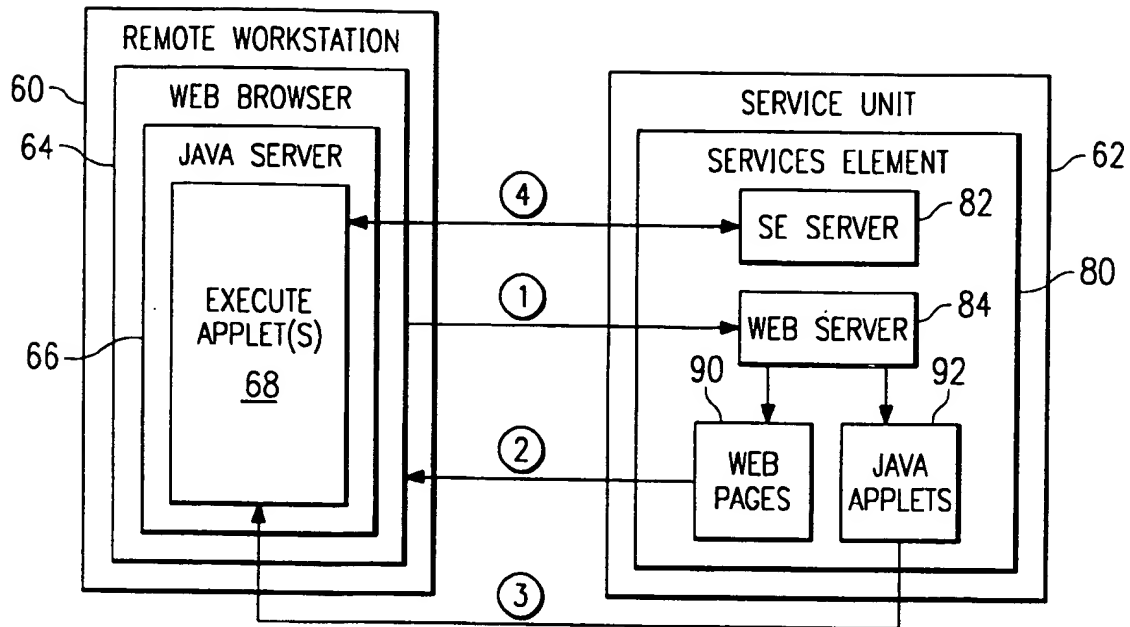 REMOTE WORKSTATION
60
WEB BROWSER
64
JAVA SERVER
66
EXECUTE
APPLET(S)
68
SERVICE UNIT
62
SERVICES ELEMENT
80
SE SERVER
82
WEB SERVER
84
90
WEB
PAGES
92
JAVA
APPLETS
4
1
2
3